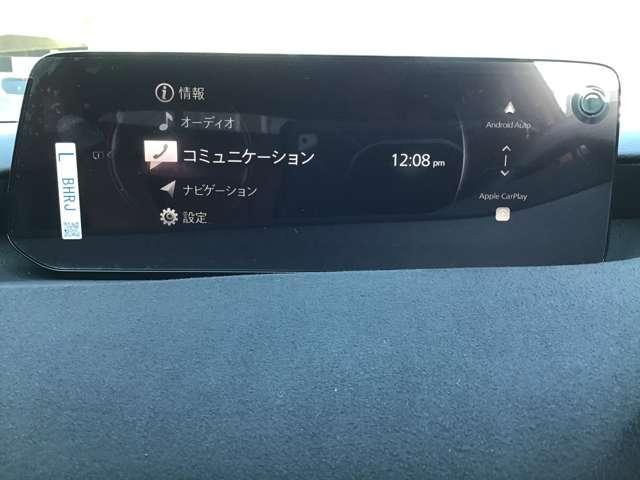 情報
オーディオ
コミュニケーション
ナビゲーション
設定
12:08 pm
Android Auto
Apple CarPlay
L BHRJ